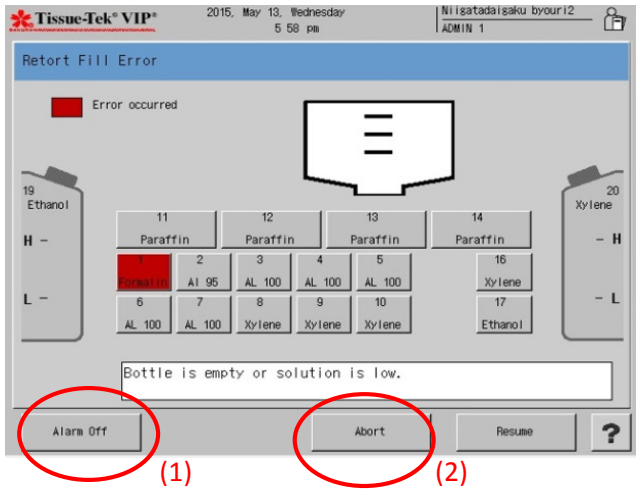 Tissue-Tek® VIP®
2015, May 13, Wednesday
5 58 pm
Niigatadaigaku byouri2
ADMIN 1
Retort Fill Error
Error occurred
19
Ethanol
H -
L -
20
Xylene
- H
- L
11
Paraffin
12
Paraffin
13
Paraffin
14
Paraffin
1
Formalin
2
Al 95
3
AL 100
4
AL 100
5
AL 100
16
Xylene
6
AL 100
7
AL 100
8
Xylene
9
Xylene
10
Xylene
17
Ethanol
Bottle is empty or solution is low.
Alarm Off
Abort
Resume
?
(1)
(2)